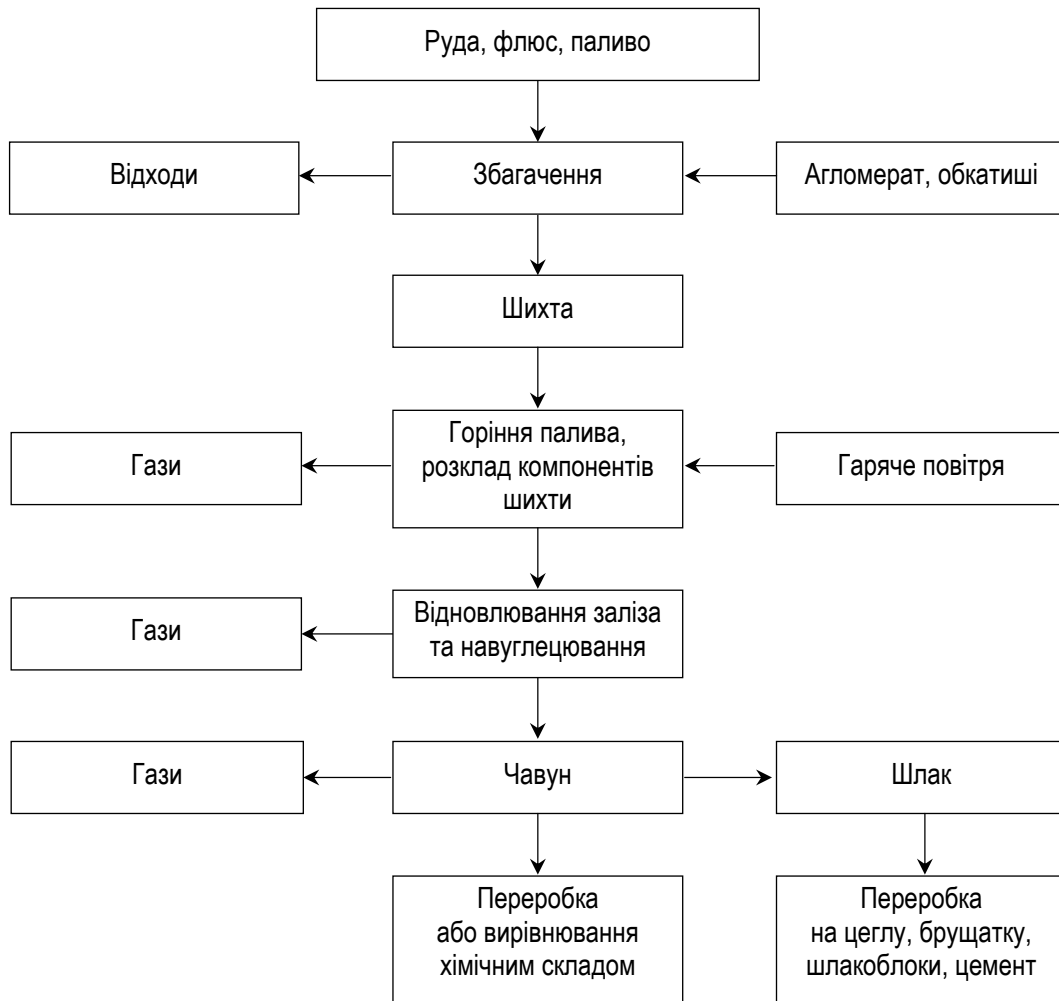 Руда, флюс, паливо
Відходи
Збагачення
Агломерат, обкатиші
Шихта
Гази
Горіння палива,
розклад компонентів
шихти
Гаряче повітря
Гази
Відновлювання заліза
та навуглецювання
Гази
Чавун
Шлак
Переробка
або вирівнювання
хімічним складом
Переробка
на цеглу, брущатку,
шлакоблоки, цемент